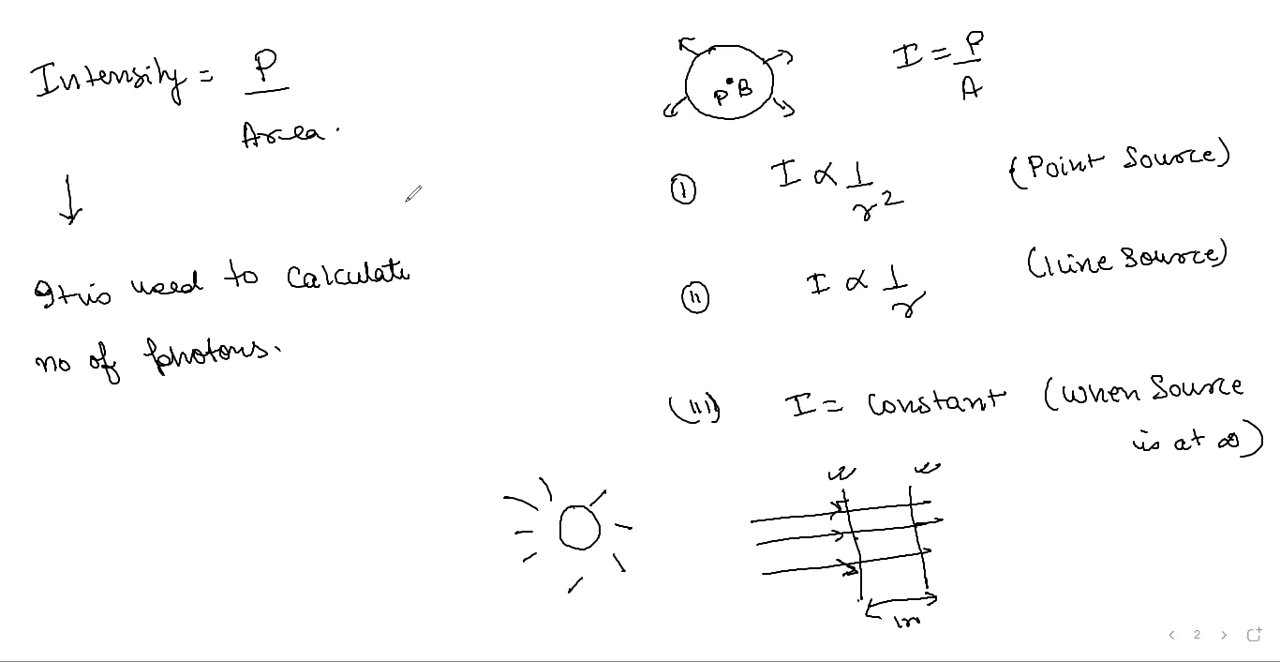 Intensity = P
Area.
↓
It is used to calculate
no of photons.
P B
I = P
A
(i) I ∝ 1 (Point Source)
r²
(ii) I ∝ 1 (line Source)
r
(iii) I = constant (when Source
is at ∞)
1m
2